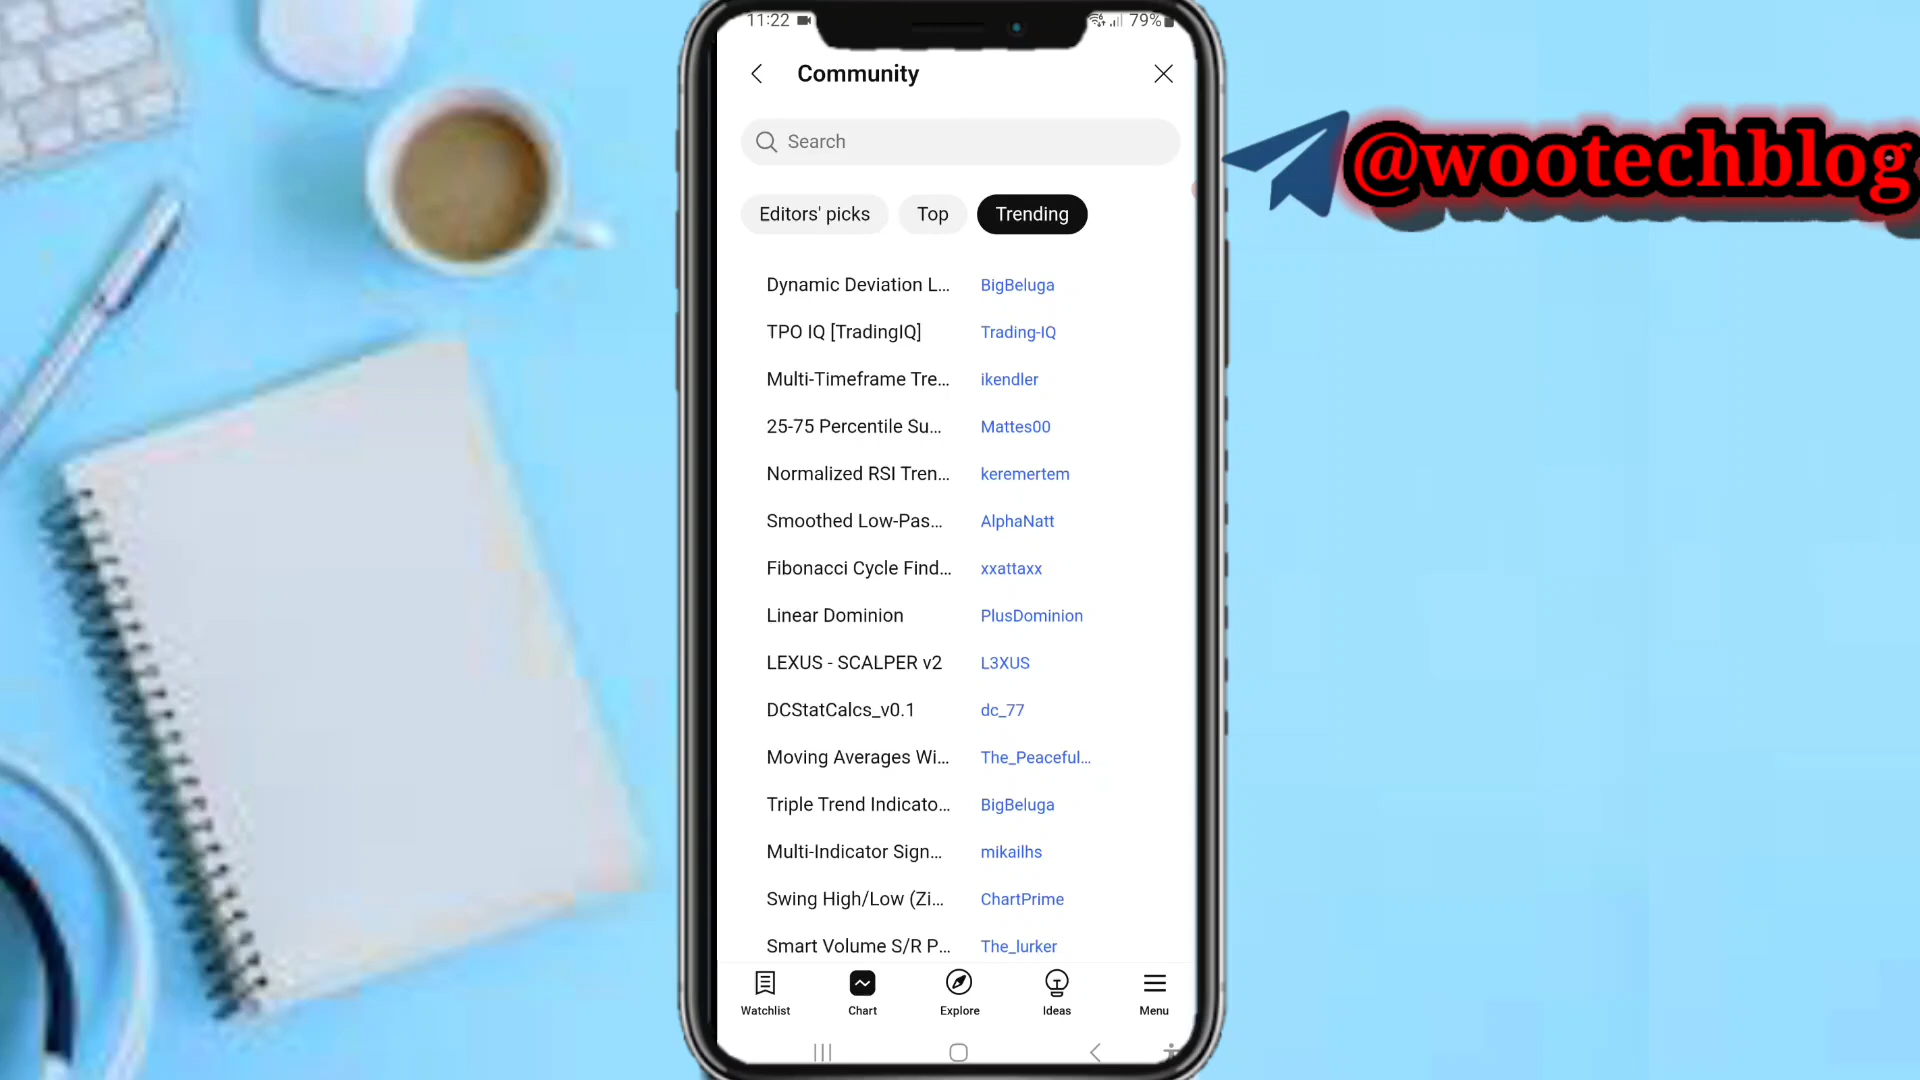 11:22
79%
Community
@wootechblog
Search
Editors' picks
Top
Trending
Dynamic Deviation L... BigBeluga
TPO IQ [TradingIQ] Trading-IQ
Multi-Timeframe Tre... ikendler
25-75 Percentile Su... Mattes00
Normalized RSI Tren... keremertem
Smoothed Low-Pas... AlphaNatt
Fibonacci Cycle Find... xxattaxx
Linear Dominion PlusDominion
LEXUS - SCALPER v2 L3XUS
DCStatCalcs_v0.1 dc_77
Moving Averages Wi... The_Peaceful...
Triple Trend Indicato... BigBeluga
Multi-Indicator Sign... mikailhs
Swing High/Low (Zi... ChartPrime
Smart Volume S/R P... The_lurker
Watchlist
Chart
Explore
Ideas
Menu